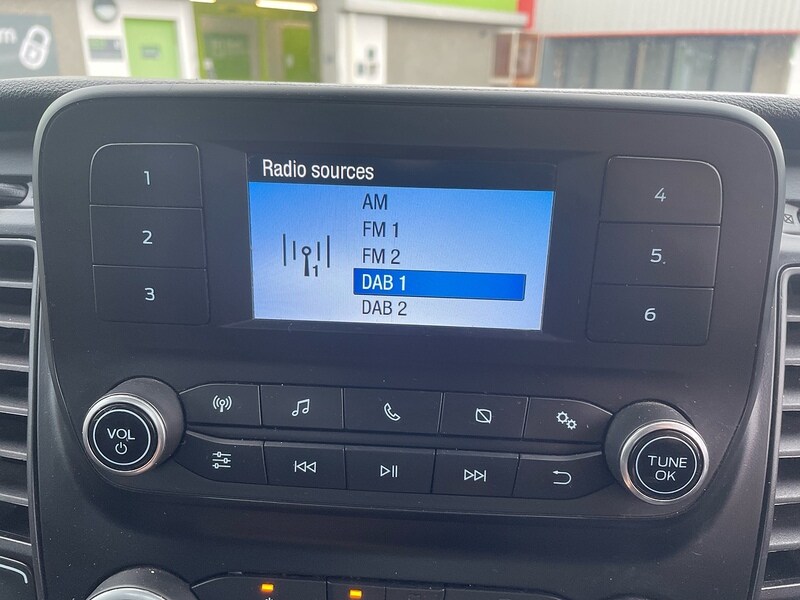 m
Radio sources
AM
FM 1
FM 2
DAB 1
DAB 2
1
1
2
3
4
5
6
VOL
TUNE
OK